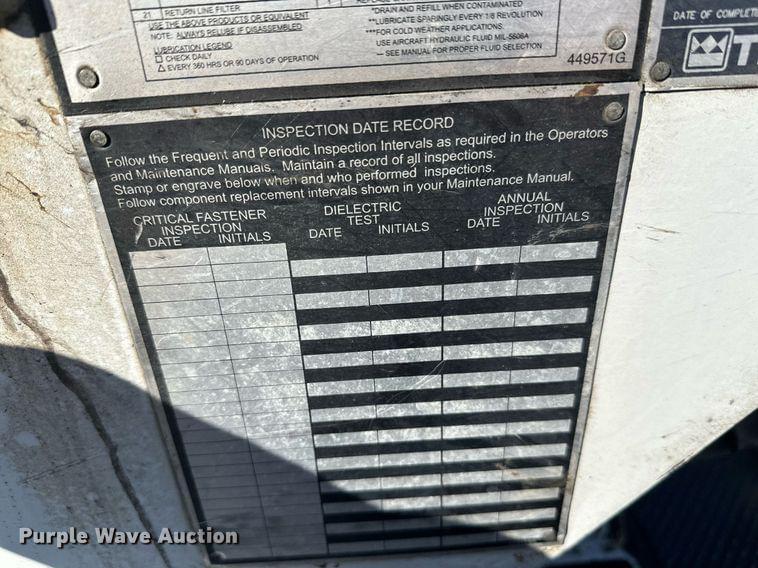 21 RETURN LINE FILTER
USE THE ABOVE PRODUCTS OR EQUIVALENT
NOTE: ALWAYS RELUBE IF DISASSEMBLED
LUBRICATION LEGEND
CHECK DAILY
EVERY 360 HRS OR 90 DAYS OF OPERATION
*DRAIN AND REFILL WHEN CONTAMINATED
**LUBRICATE SPARINGLY EVERY 1/8 REVOLUTION
***FOR COLD WEATHER APPLICATIONS.
USE AIRCRAFT HYDRAULIC FLUID MIL-5606A
— SEE MANUAL FOR PROPER FLUID SELECTION
449571G
DATE OF COMPLET
INSPECTION DATE RECORD
Follow the Frequent and Periodic Inspection Intervals as required in the Operators
and Maintenance Manuals. Maintain a record of all inspections.
Stamp or engrave below when and who performed inspections.
Follow component replacement intervals shown in your Maintenance Manual.
CRITICAL FASTENER INSPECTION
DATE INITIALS
DIELECTRIC TEST
DATE INITIALS
ANNUAL INSPECTION
DATE INITIALS
Purple Wave Auction